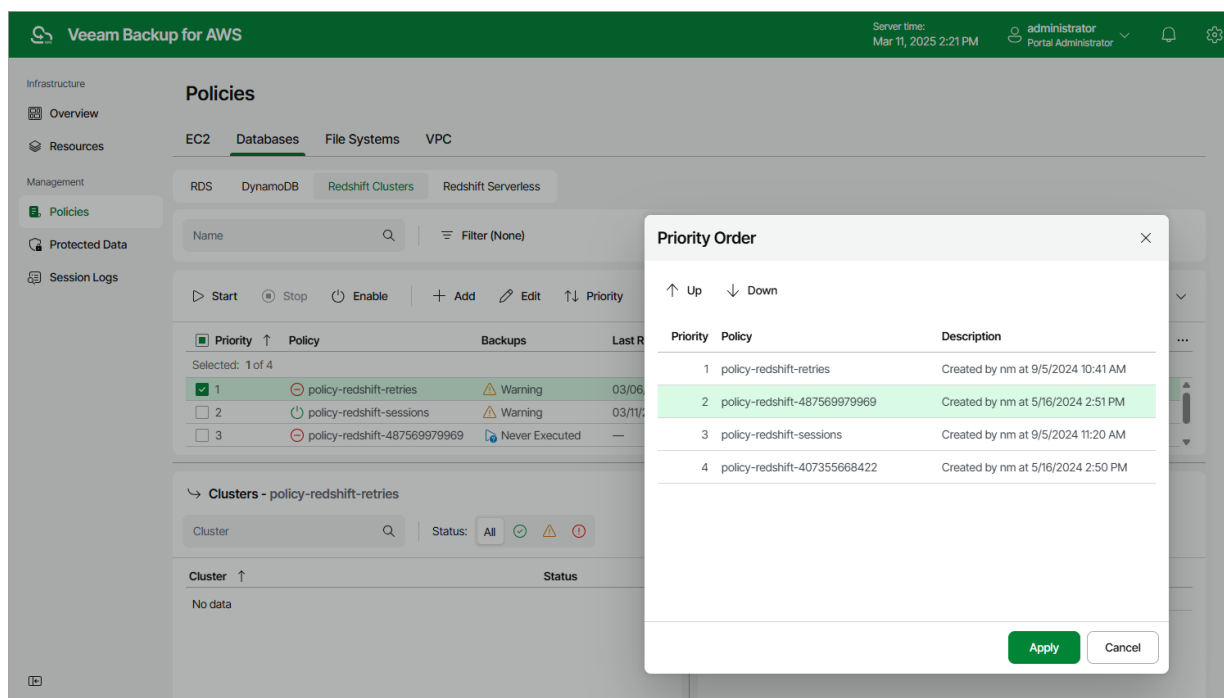 Veeam Backup for AWS
Server time:
Mar 11, 2025 2:21 PM
administrator
Portal Administrator
Infrastructure
Overview
Resources
Management
Policies
Protected Data
Session Logs
Policies
EC2 Databases File Systems VPC
RDS DynamoDB Redshift Clusters Redshift Serverless
Name Filter (None)
Start Stop Enable Add Edit Priority
Priority Policy Backups Last R
Selected: 1 of 4
1 policy-redshift-retries Warning 03/06,
2 policy-redshift-sessions Warning 03/11/2
3 policy-redshift-487569979969 Never Executed —
Clusters - policy-redshift-retries
Cluster Status: All
Cluster Status
No data
Priority Order
Up Down
Priority Policy Description
1 policy-redshift-retries Created by nm at 9/5/2024 10:41 AM
2 policy-redshift-487569979969 Created by nm at 5/16/2024 2:51 PM
3 policy-redshift-sessions Created by nm at 9/5/2024 11:20 AM
4 policy-redshift-407355668422 Created by nm at 5/16/2024 2:50 PM
Apply Cancel